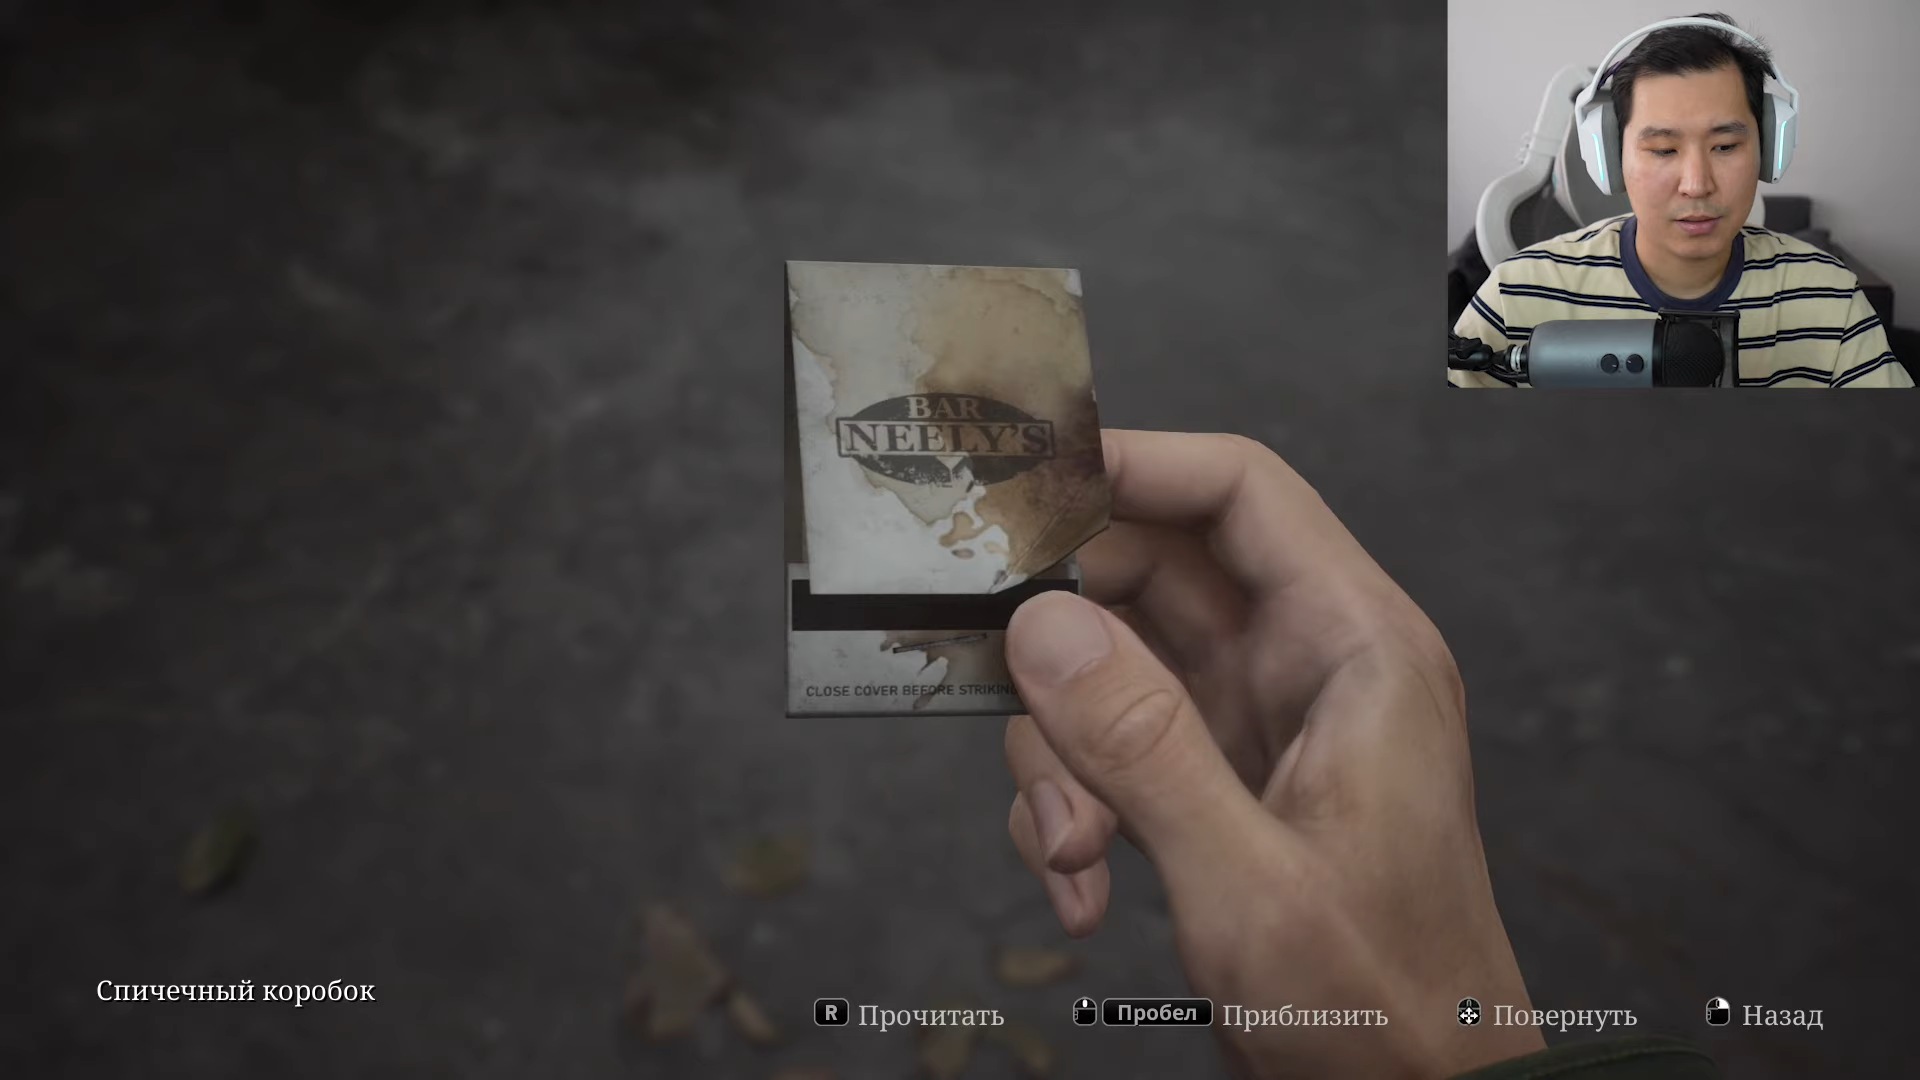 BAR
NEELY'S
CLOSE COVER BEFORE STRIKING
Спичечный коробок
R Прочитать
Пробел Приблизить
Повернуть
Назад